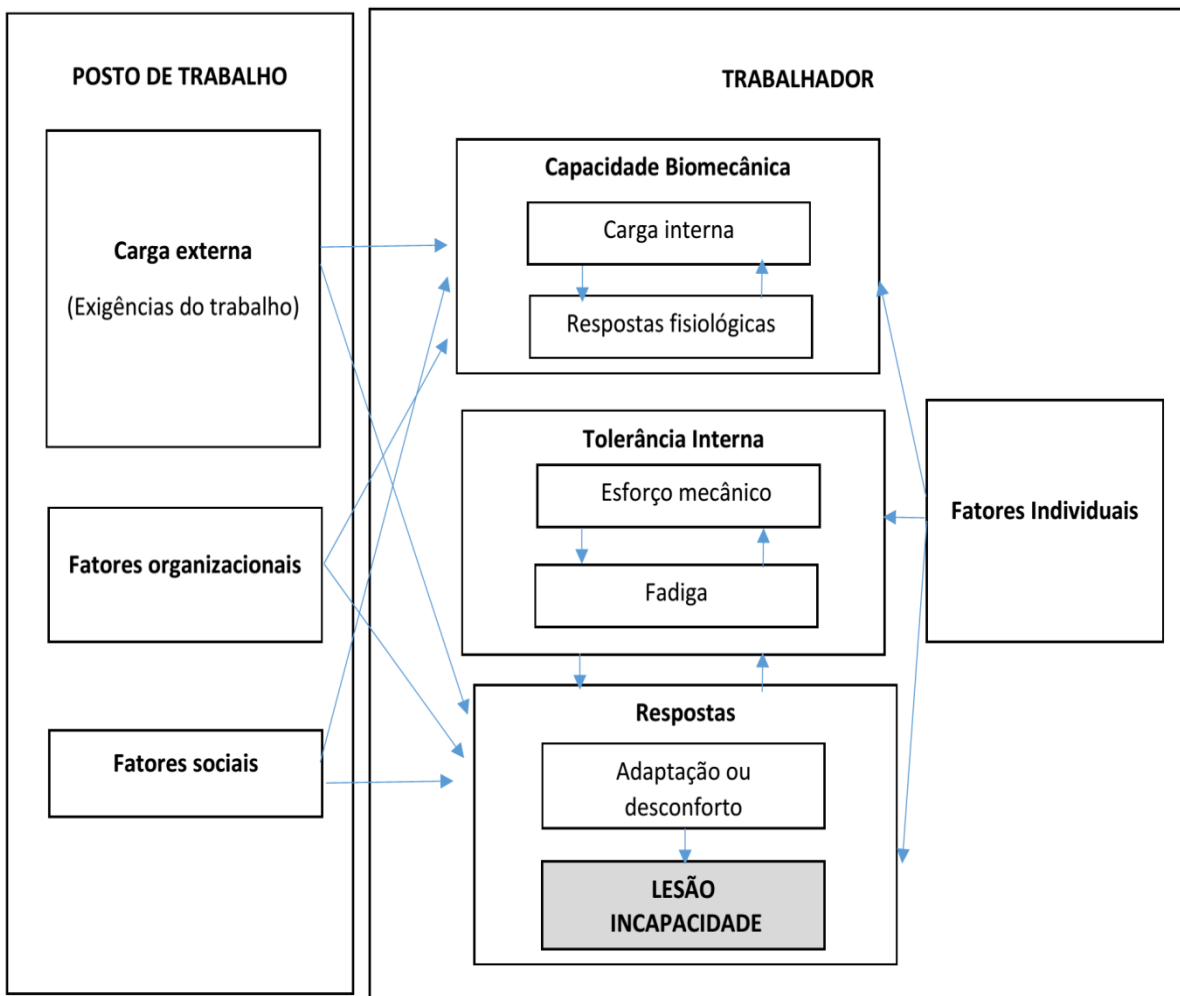 POSTO DE TRABALHO
Carga externa
(Exigências do trabalho)
Fatores organizacionais
Fatores sociais
TRABALHADOR
Capacidade Biomecânica
Carga interna
Respostas fisiológicas
Tolerância Interna
Esforço mecânico
Fadiga
Respostas
Adaptação ou
desconforto
LESÃO
INCAPACIDADE
Fatores Individuais